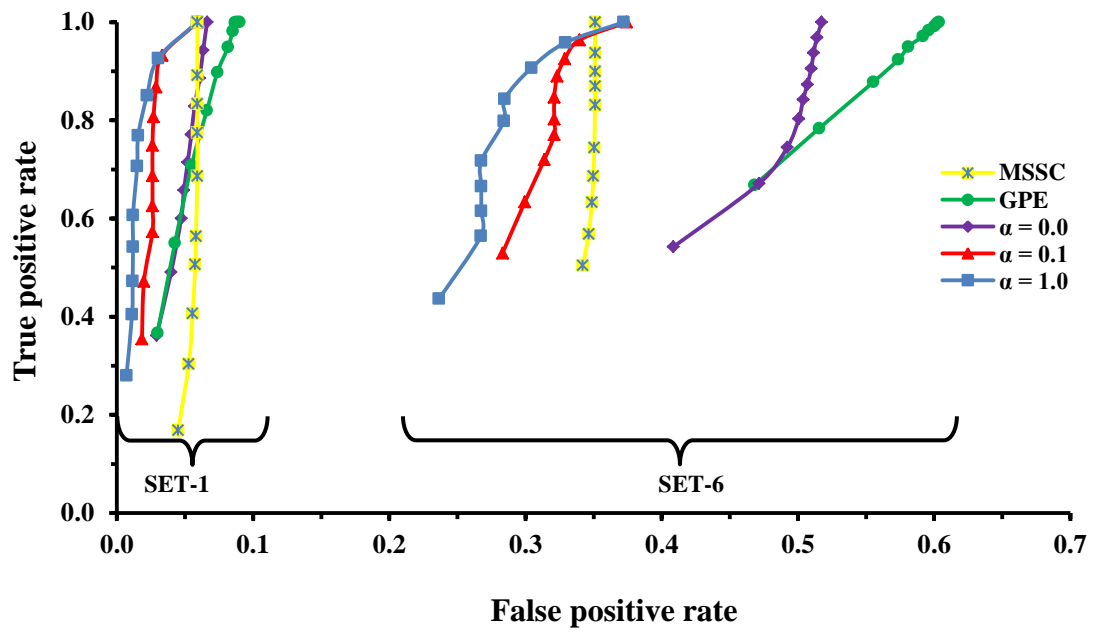 True positive rate
1.0
0.8
0.6
0.4
0.2
0.0
0.0 0.1 0.2 0.3 0.4 0.5 0.6 0.7
False positive rate
SET-1
SET-6
MSSC
GPE
α = 0.0
α = 0.1
α = 1.0